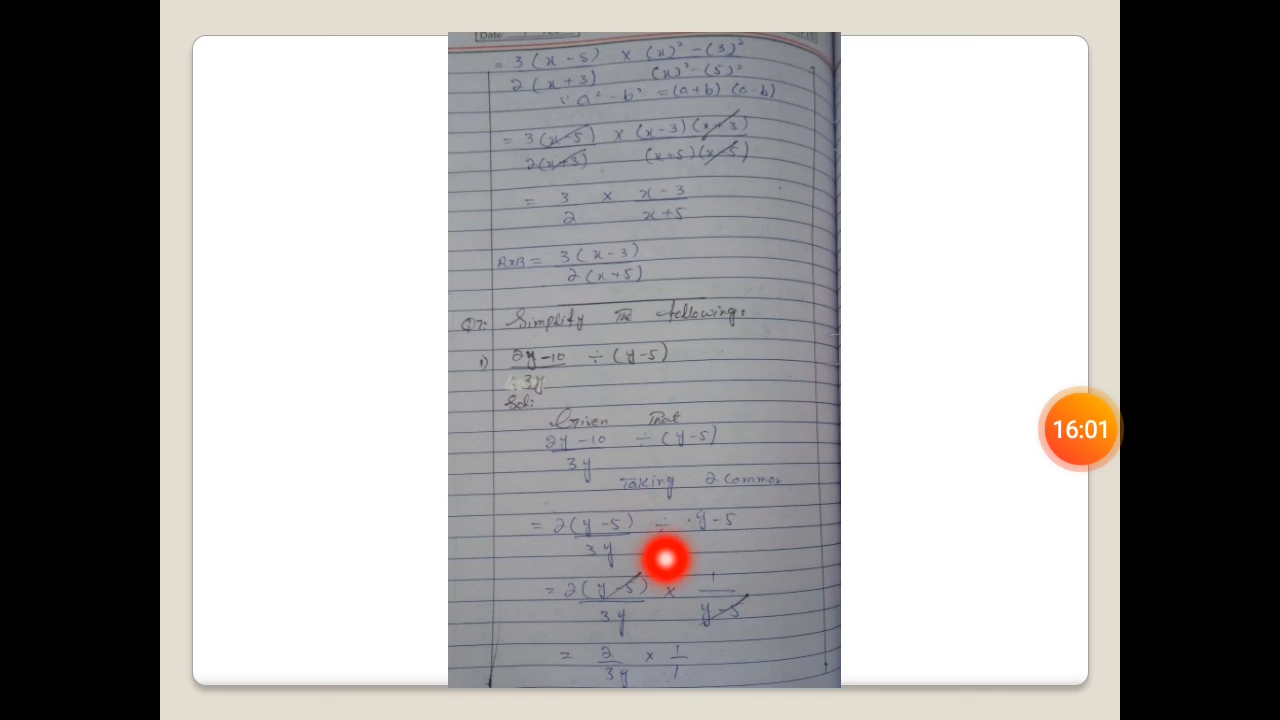 Date
= 3(x-5) × (x)² - (3)²
2(x+3) (x)² - (5)²
∵ a² - b² = (a+b) (a-b)
= 3(x-5) × (x-3)(x+3)
2(x+3) (x+5)(x-5)
= 3 × x-3
2 x+5
A×B = 3(x-3)
2(x+5)
Q7: Simplify The following:
1) 2y-10 ÷ (y-5)
3y
Sol:
Given That
2y-10 ÷ (y-5)
3y
Taking 2 Common
= 2(y-5) ÷ y-5
3y
= 2(y-5) × 1
3y y-5
= 2 × 1
3y 1
16:01